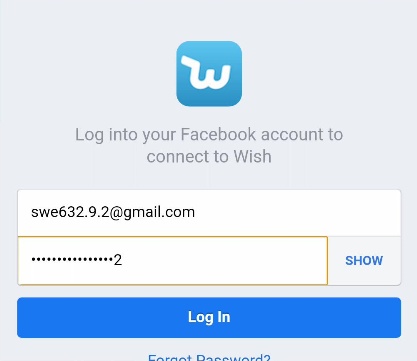 Log into your Facebook account to
connect to Wish
swe632.9.2@gmail.com
••••••••••••••••2
SHOW
Log In
Forgot Password?